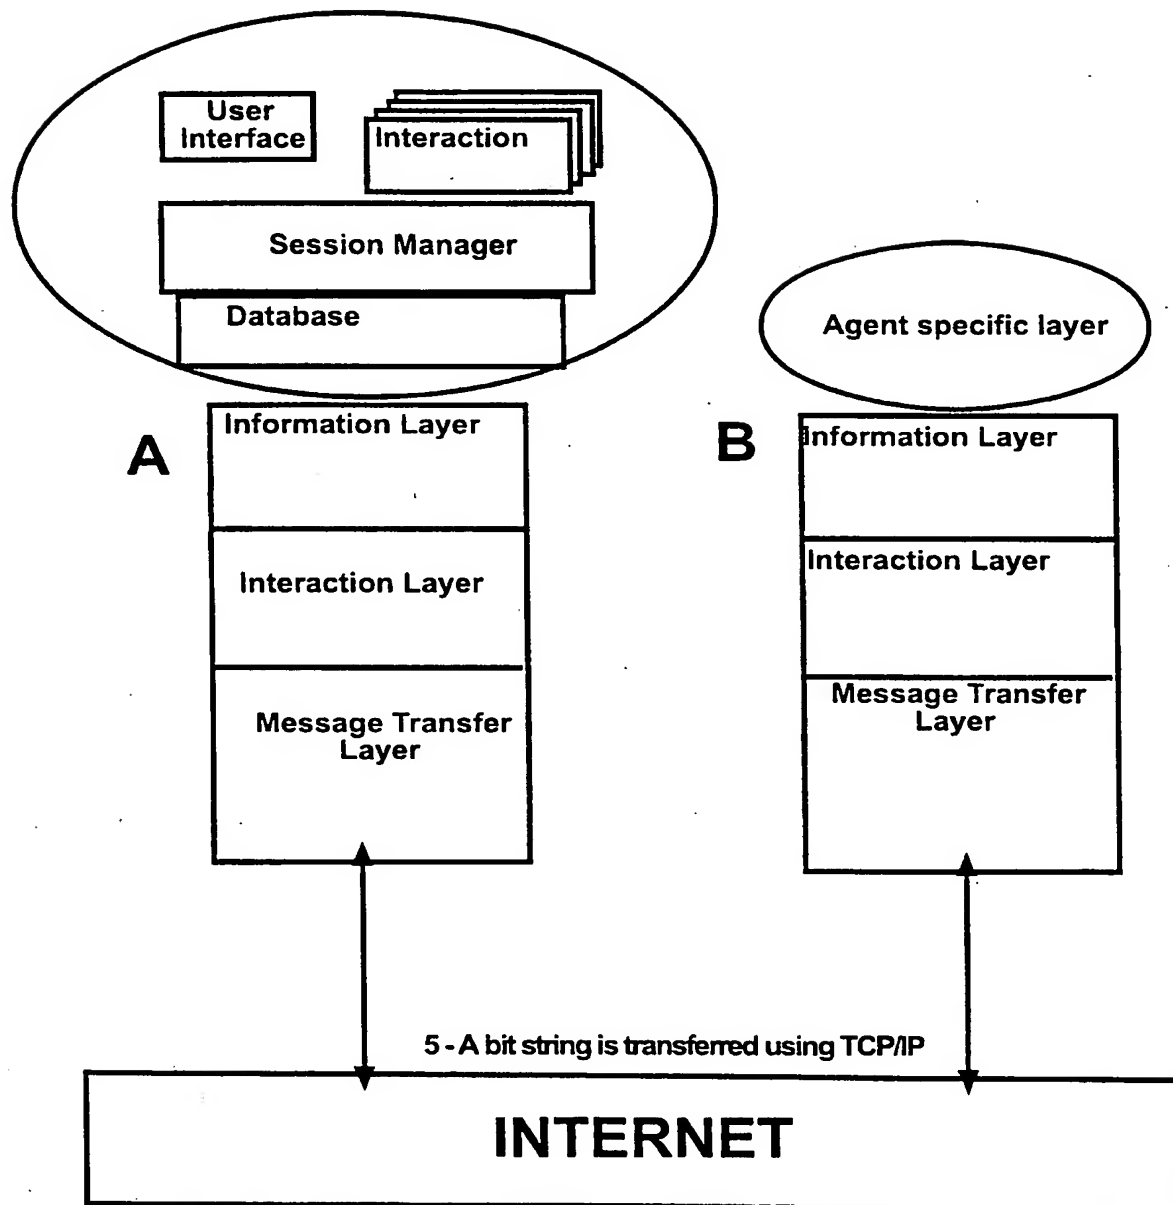 User
Interface
Interaction
Session Manager
Database
Agent specific layer
A
Information Layer
Interaction Layer
Message Transfer
Layer
B
Information Layer
Interaction Layer
Message Transfer
Layer
5 - A bit string is transferred using TCP/IP
INTERNET